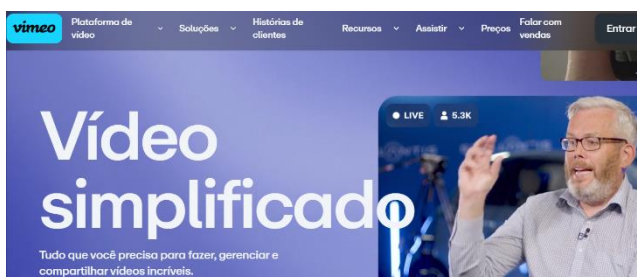 vimeo
Plataforma de
vídeo
Soluções
Histórias de
clientes
Recursos
Assistir
Preços
Falar com
vendas
Entrar
LIVE
5.3K
Vídeo
simplificado
Tudo que você precisa para fazer, gerenciar e
compartilhar vídeos incríveis.